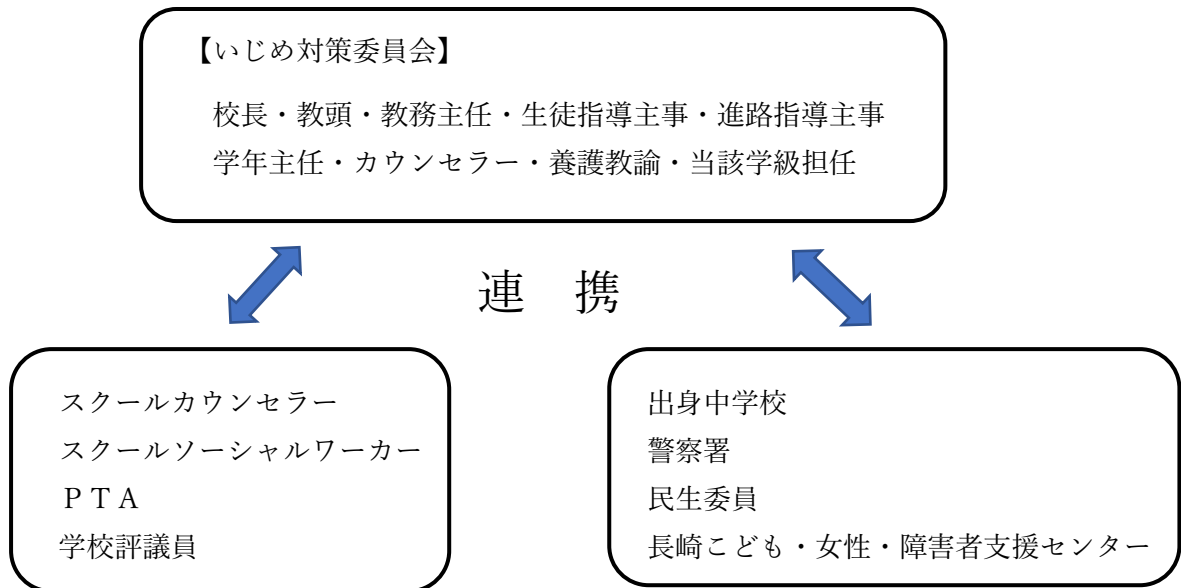 【いじめ対策委員会】
校長・教頭・教務主任・生徒指導主事・進路指導主事
学年主任・カウンセラー・養護教諭・当該学級担任
連　携
スクールカウンセラー
スクールソーシャルワーカー
ＰＴＡ
学校評議員
出身中学校
警察署
民生委員
長崎こども・女性・障害者支援センター